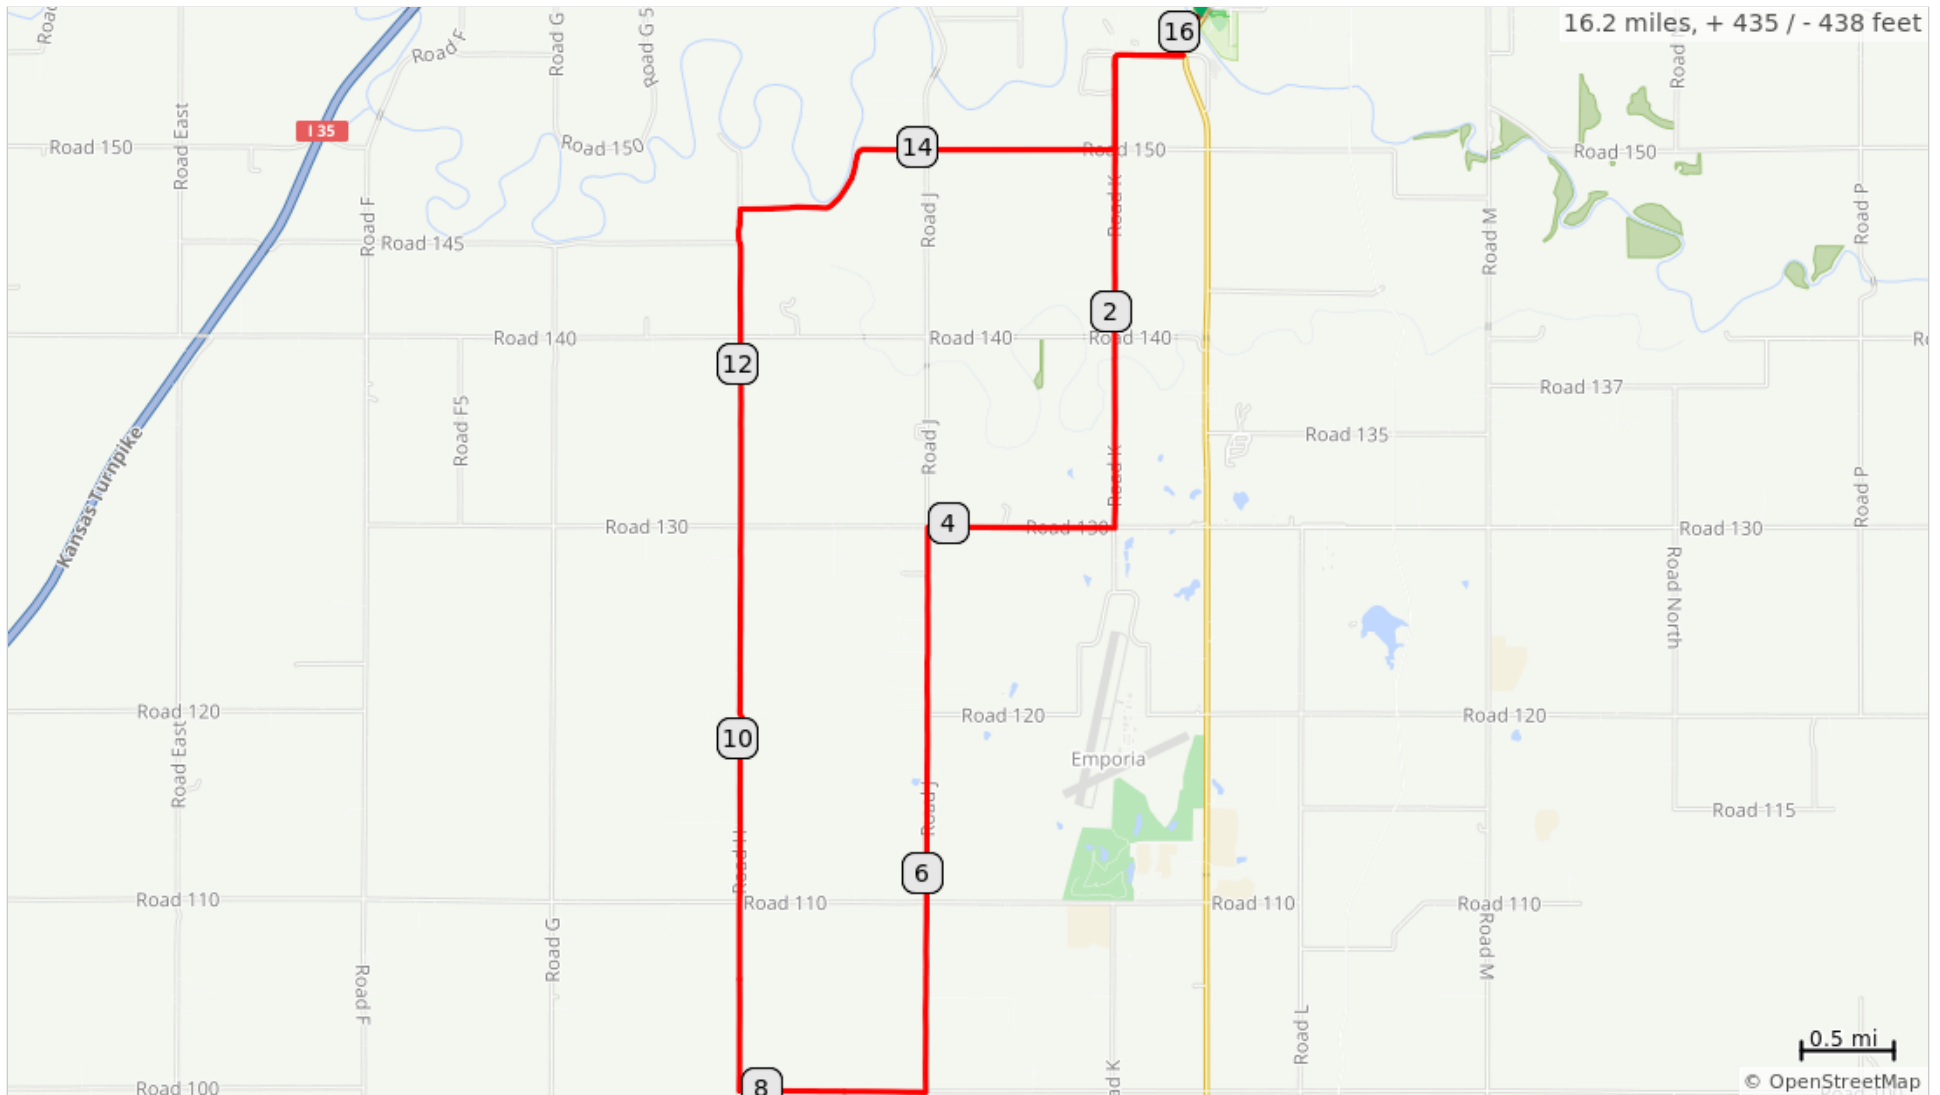 16
16.2 miles, + 435 / - 438 feet
Road F
Road G
Road G 5
I 35
Road 150
Road East
Road 150
14
Road 150
Road 150
Road F
Road 145
Road J
Road K
Road M
Road P
2
Road 140
Road 140
Road 140
12
Road 137
Road F5
Road J
Road 135
Road K
Road P
Kansas Turnpike
Road 130
4
Road 130
Road 130
Road North
Road 120
Road 120
Road 120
Road East
10
Emporia
Road J
Road H
Road 115
6
Road 110
Road 110
Road 110
Road 110
Road G
Road M
Road F
Road L
0.5 mi
Road 100
8
© OpenStreetMap